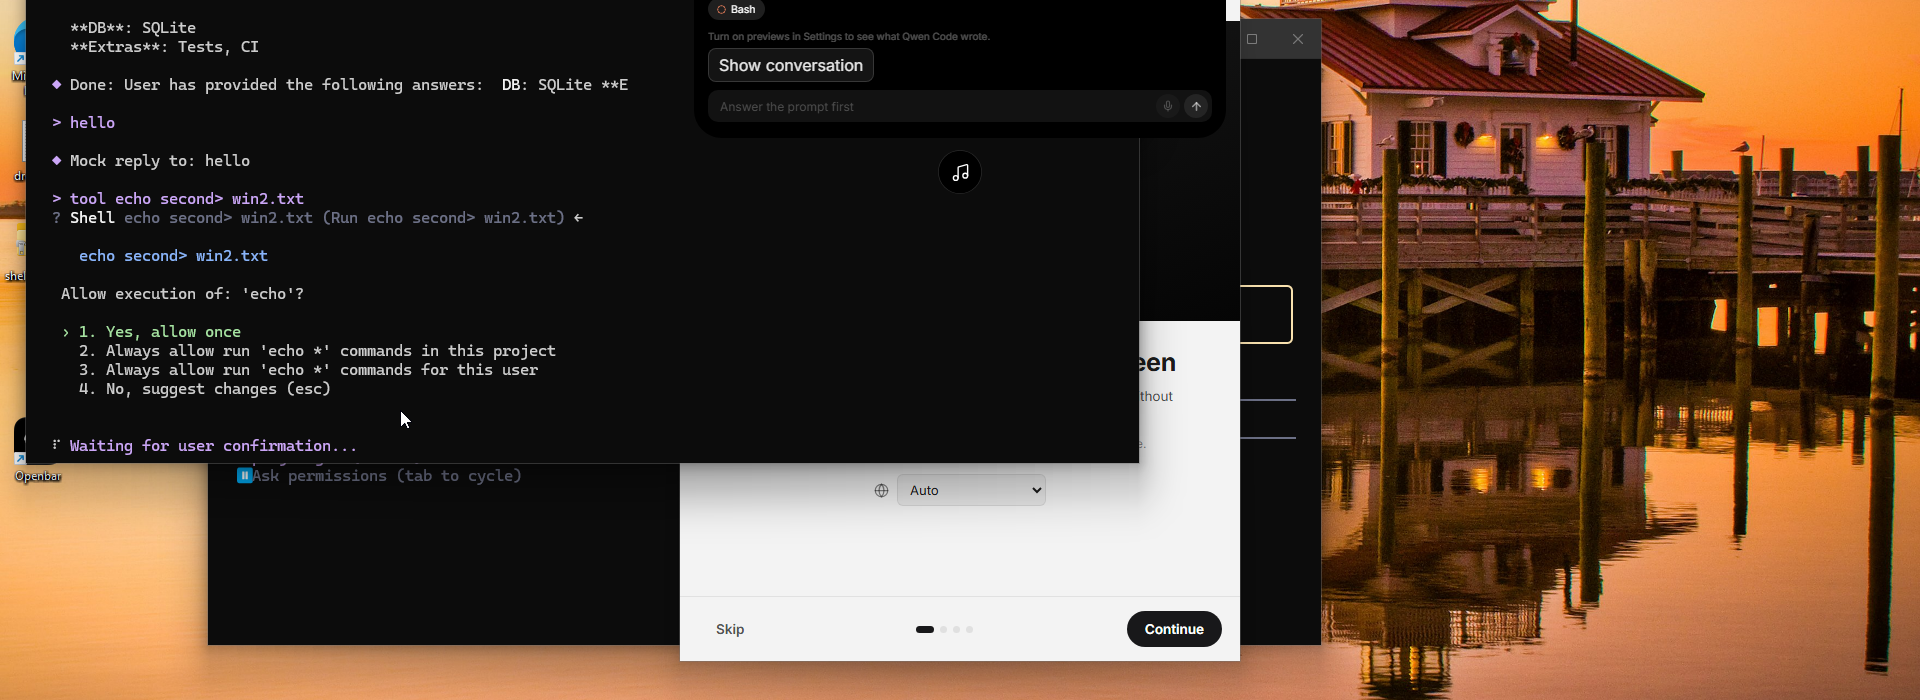 **DB**: SQLite
**Extras**: Tests, CI
◆ Done: User has provided the following answers:  DB: SQLite **E
> hello
◆ Mock reply to: hello
> tool echo second> win2.txt
? Shell echo second> win2.txt (Run echo second> win2.txt) ←
echo second> win2.txt
Allow execution of: 'echo'?
› 1. Yes, allow once
2. Always allow run 'echo *' commands in this project
3. Always allow run 'echo *' commands for this user
4. No, suggest changes (esc)
Waiting for user confirmation...
Ask permissions (tab to cycle)
Bash
Turn on previews in Settings to see what Qwen Code wrote.
Show conversation
Answer the prompt first
een
thout
e.
Auto
Skip
Continue
Mi
dr
shel
Openbar